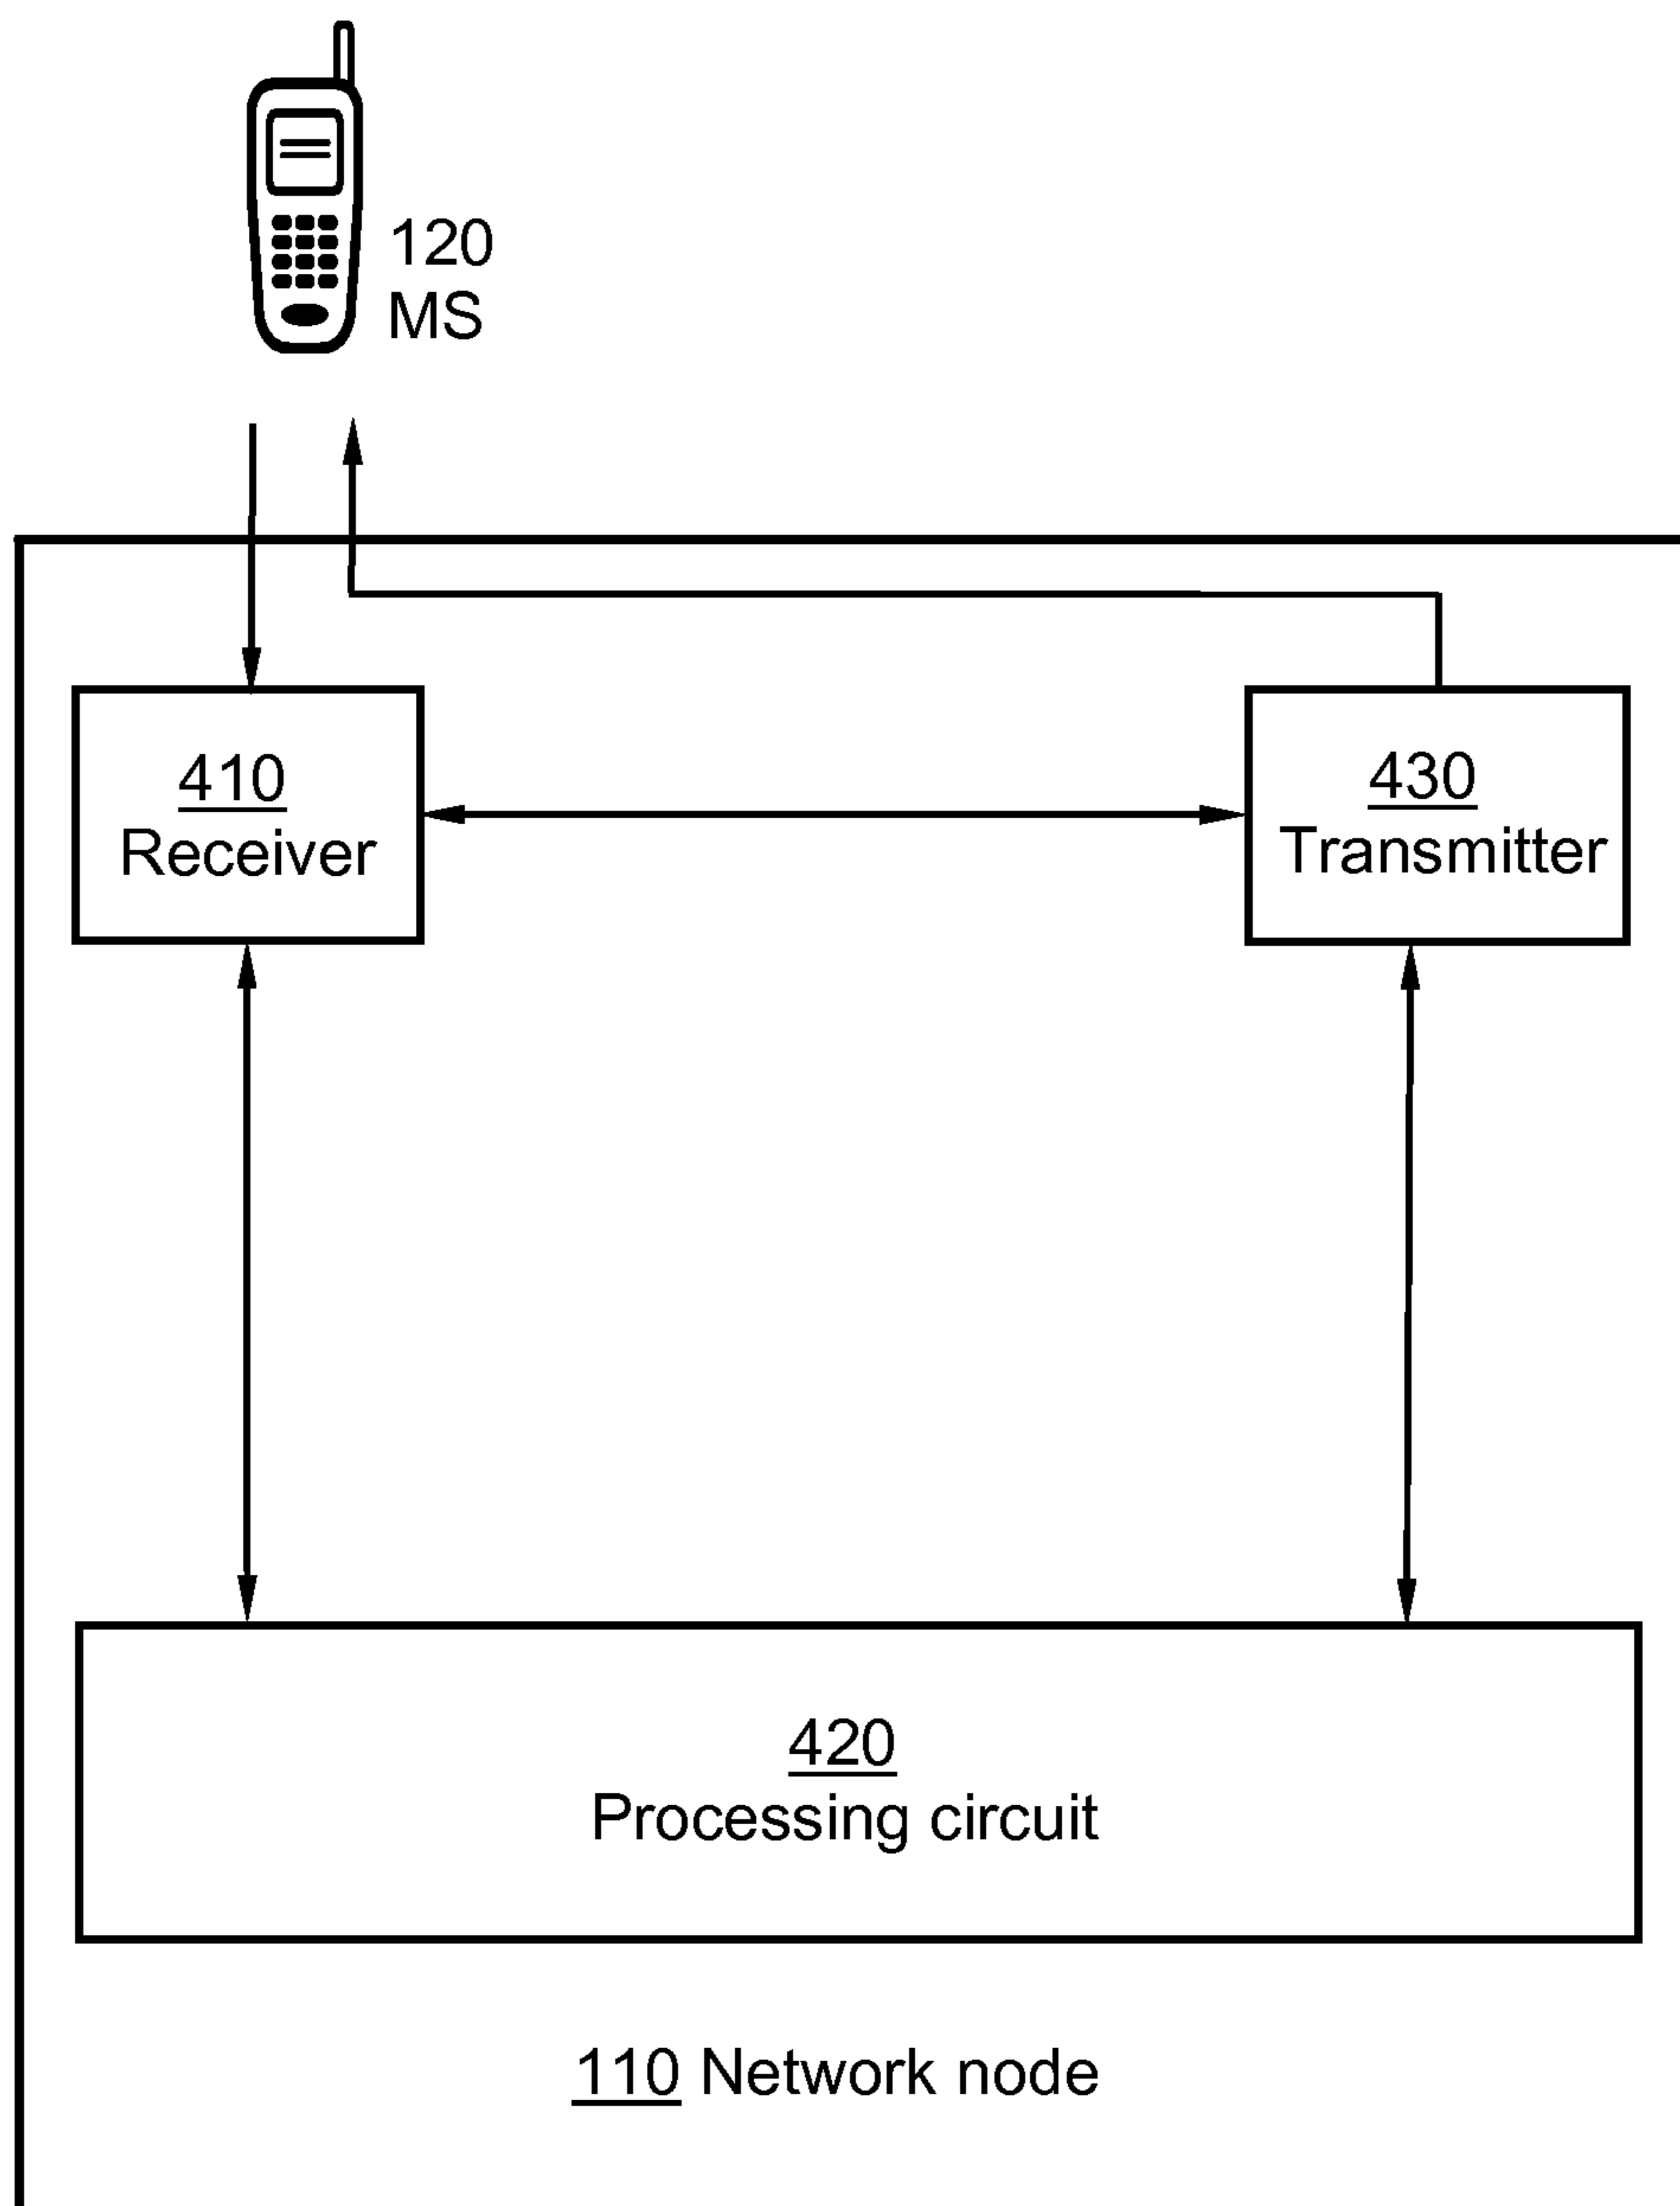 120
MS
410
Receiver
430
Transmitter
420
Processing circuit
110 Network node